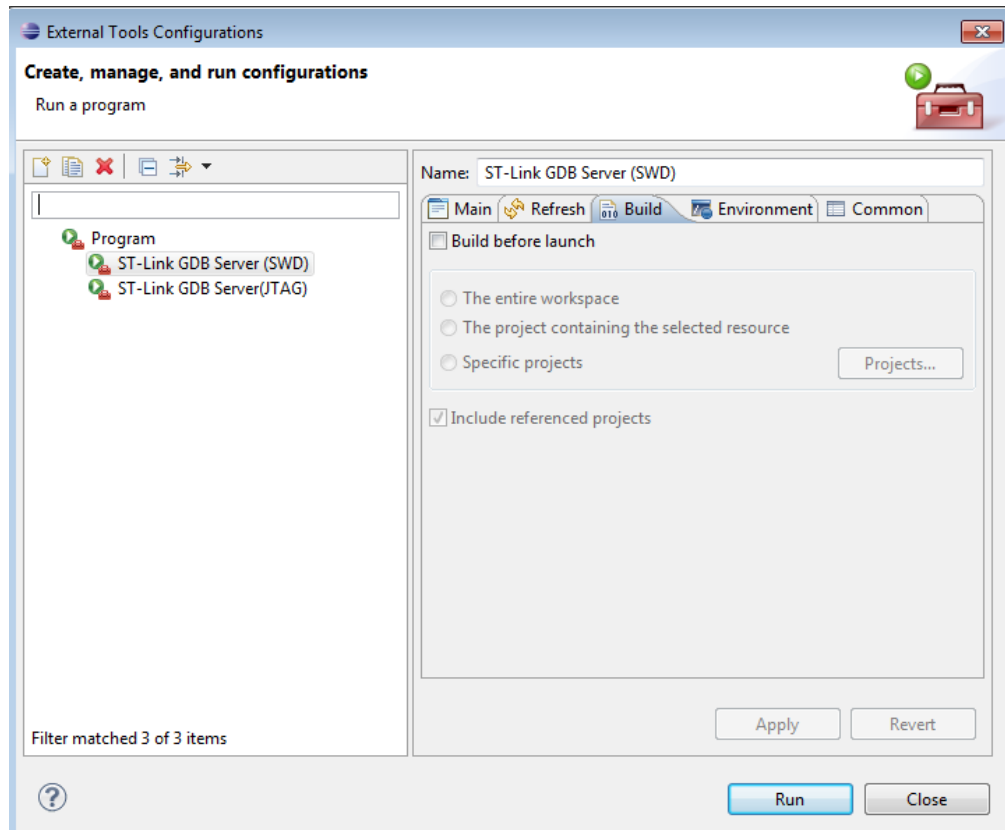 External Tools Configurations
Create, manage, and run configurations
Run a program
Name: ST-Link GDB Server (SWD)
Main Refresh Build Environment Common
Program
ST-Link GDB Server (SWD)
ST-Link GDB Server(JTAG)
Build before launch
The entire workspace
The project containing the selected resource
Specific projects Projects...
Include referenced projects
Apply Revert
Filter matched 3 of 3 items
Run Close